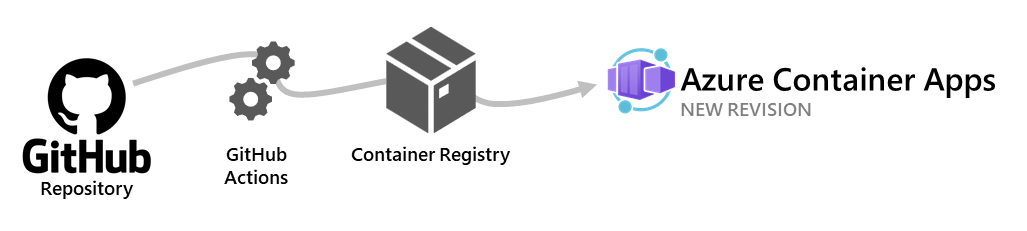 GitHub
Repository
GitHub
Actions
Container Registry
Azure Container Apps
NEW REVISION